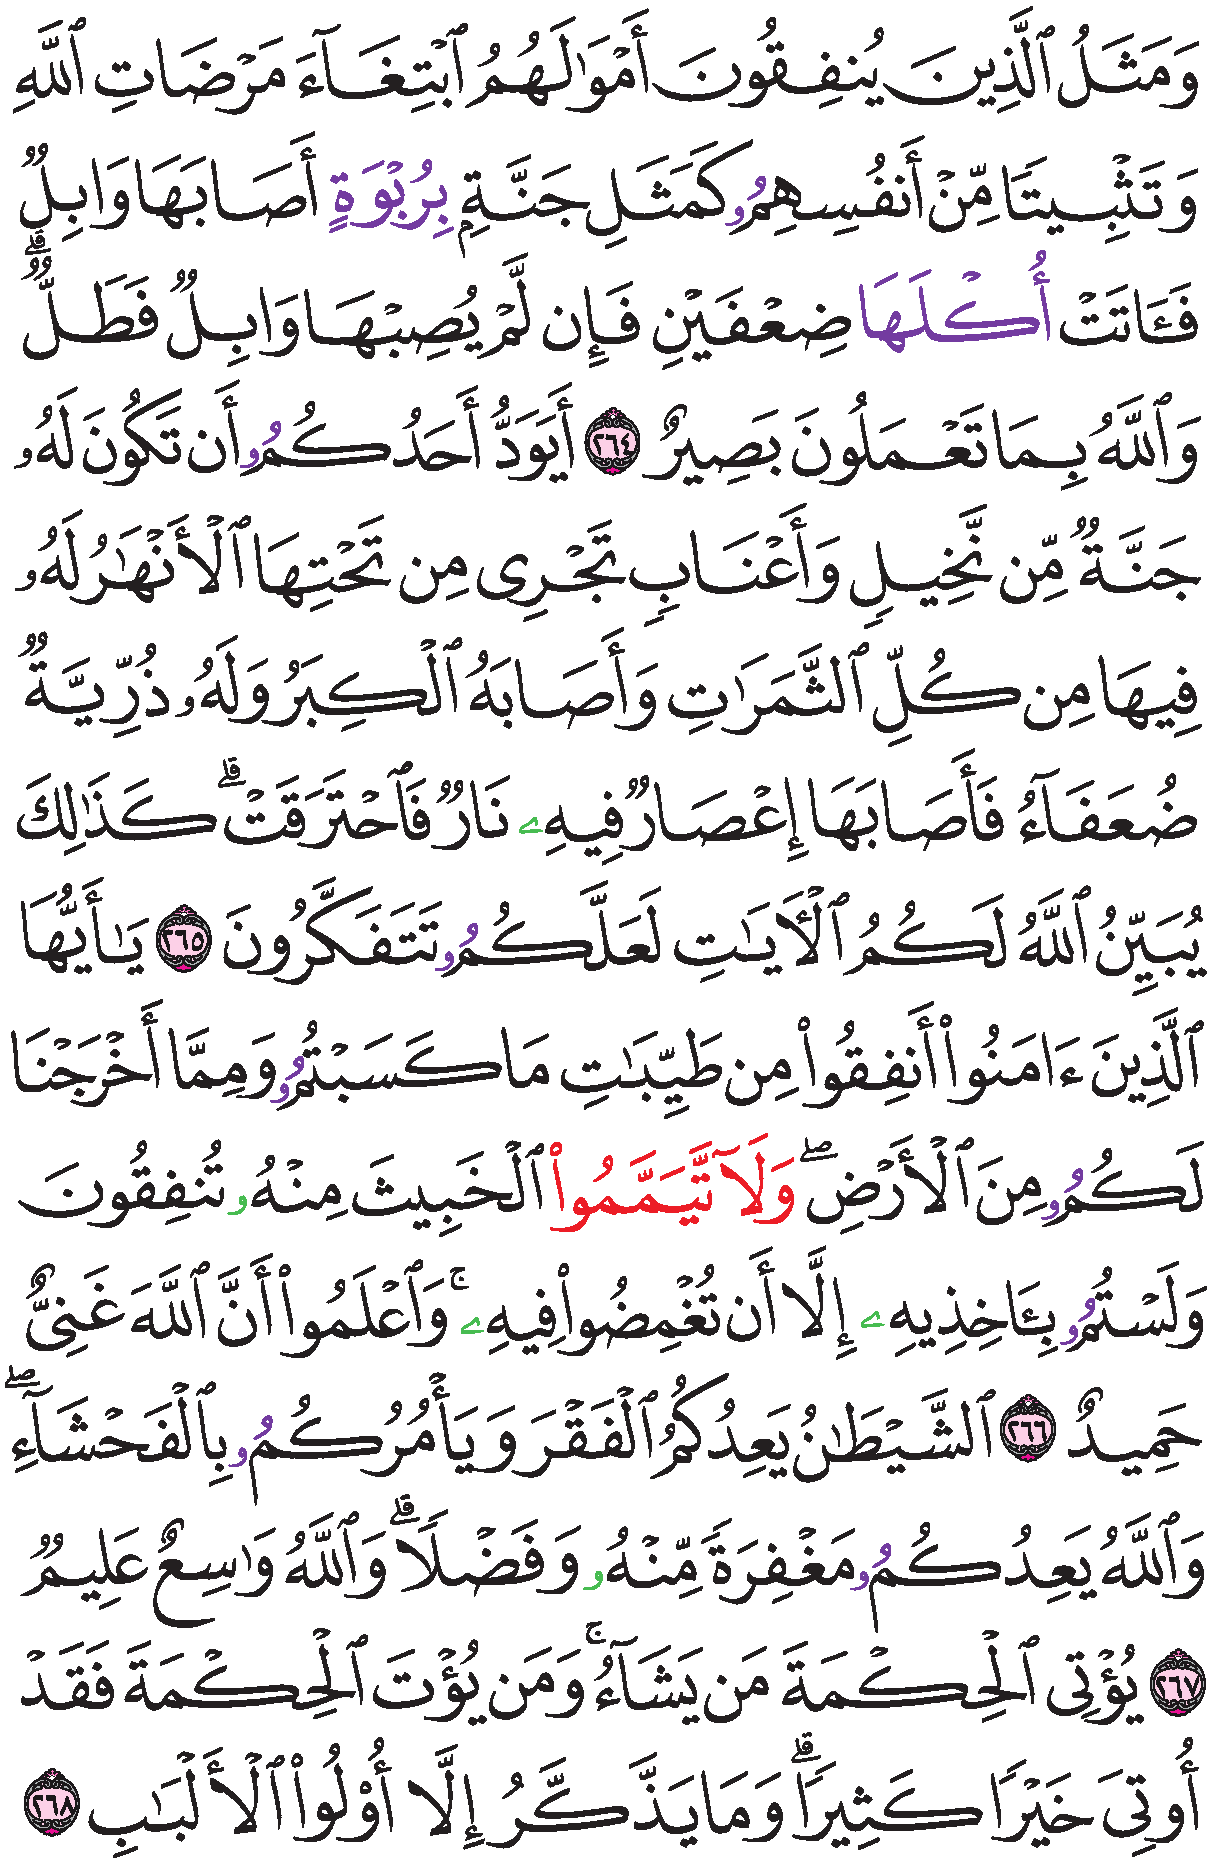 وَمَثَلُ ٱلَّذِينَ يُنفِقُونَ أَمۡوَٰلَهُمُ ٱبۡتِغَآءَ مَرۡضَاتِ ٱللَّهِ
وَتَثۡبِيتٗا مِّنۡ أَنفُسِهِمُۥ كَمَثَلِ جَنَّةِۭ بِرُبۡوَةٍ أَصَابَهَا وَابِلٞ
فَـَٔاتَتۡ أُكۡلَهَا ضِعۡفَيۡنِ فَإِن لَّمۡ يُصِبۡهَا وَابِلٞ فَطَلّٞۗ
وَٱللَّهُ بِمَا تَعۡمَلُونَ بَصِيرٌ ٢٦٤ أَيَوَدُّ أَحَدُكُمُۥ أَن تَكُونَ لَهُۥ
جَنَّةٞ مِّن نَّخِيلٖ وَأَعۡنَابٖ تَجۡرِي مِن تَحۡتِهَا ٱلۡأَنۡهَٰرُ لَهُۥ
فِيهَا مِن كُلِّ ٱلثَّمَرَٰتِ وَأَصَابَهُ ٱلۡكِبَرُ وَلَهُۥ ذُرِّيَّةٞ
ضُعَفَآءُ فَأَصَابَهَا إِعۡصَارٞ فِيهِۦ نَارٞ فَٱحۡتَرَقَتۡۗ كَذَٰلِكَ
يُبَيِّنُ ٱللَّهُ لَكُمُ ٱلۡأٓيَٰتِ لَعَلَّكُمُۥ تَتَفَكَّرُونَ ٢٦٥ يَٰٓأَيُّهَا
ٱلَّذِينَ ءَامَنُوٓاْ أَنفِقُواْ مِن طَيِّبَٰتِ مَا كَسَبۡتُمُۥ وَمِمَّآ أَخۡرَجۡنَا
لَكُمُۥ مِنَ ٱلۡأَرۡضِۖ وَلَآ تَّيَمَّمُواْ ٱلۡخَبِيثَ مِنۡهُۥ تُنفِقُونَ
وَلَسۡتُمُۥ بِـَٔاخِذِيهِۦ إِلَّآ أَن تُغۡمِضُواْ فِيهِۦۚ وَٱعۡلَمُوٓاْ أَنَّ ٱللَّهَ غَنِيٌّ
حَمِيدٌ ٢٦٦ ٱلشَّيۡطَٰنُ يَعِدُكُمُ ٱلۡفَقۡرَ وَيَأۡمُرُكُمُۥ بِٱلۡفَحۡشَآءِۖ
وَٱللَّهُ يَعِدُكُمُۥ مَغۡفِرَةٗ مِّنۡهُۥ وَفَضۡلٗاۗ وَٱللَّهُ وَٰسِعٌ عَلِيمٞ
٢٦٧ يُؤۡتِي ٱلۡحِكۡمَةَ مَن يَشَآءُۚ وَمَن يُؤۡتَ ٱلۡحِكۡمَةَ فَقَدۡ
أُوتِيَ خَيۡرٗا كَثِيرٗاۗ وَمَا يَذَّكَّرُ إِلَّآ أُوْلُواْ ٱلۡأَلۡبَٰبِ ٢٦٨